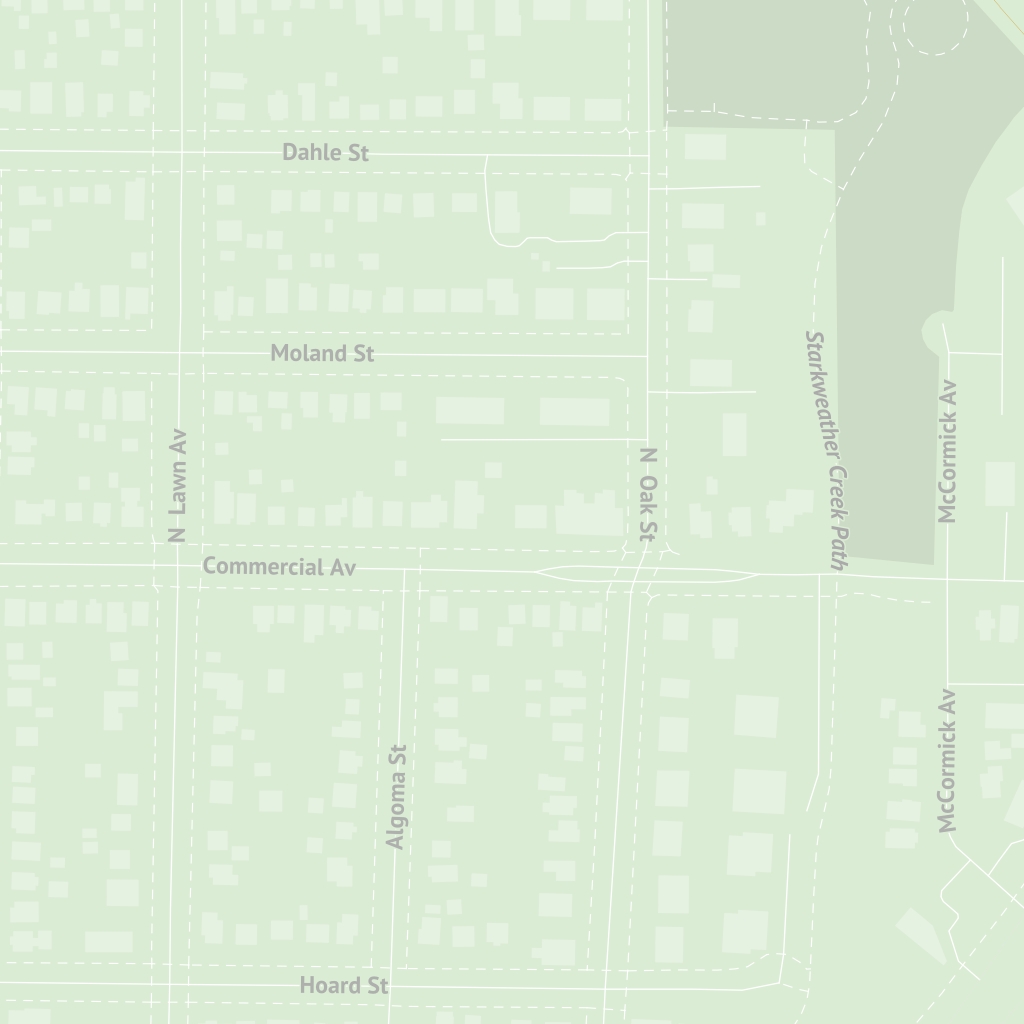 Dahle St
Moland St
Starkweather Creek Path
McCormick Av
N Lawn Av
N Oak St
Commercial Av
McCormick Av
Algoma St
Hoard St